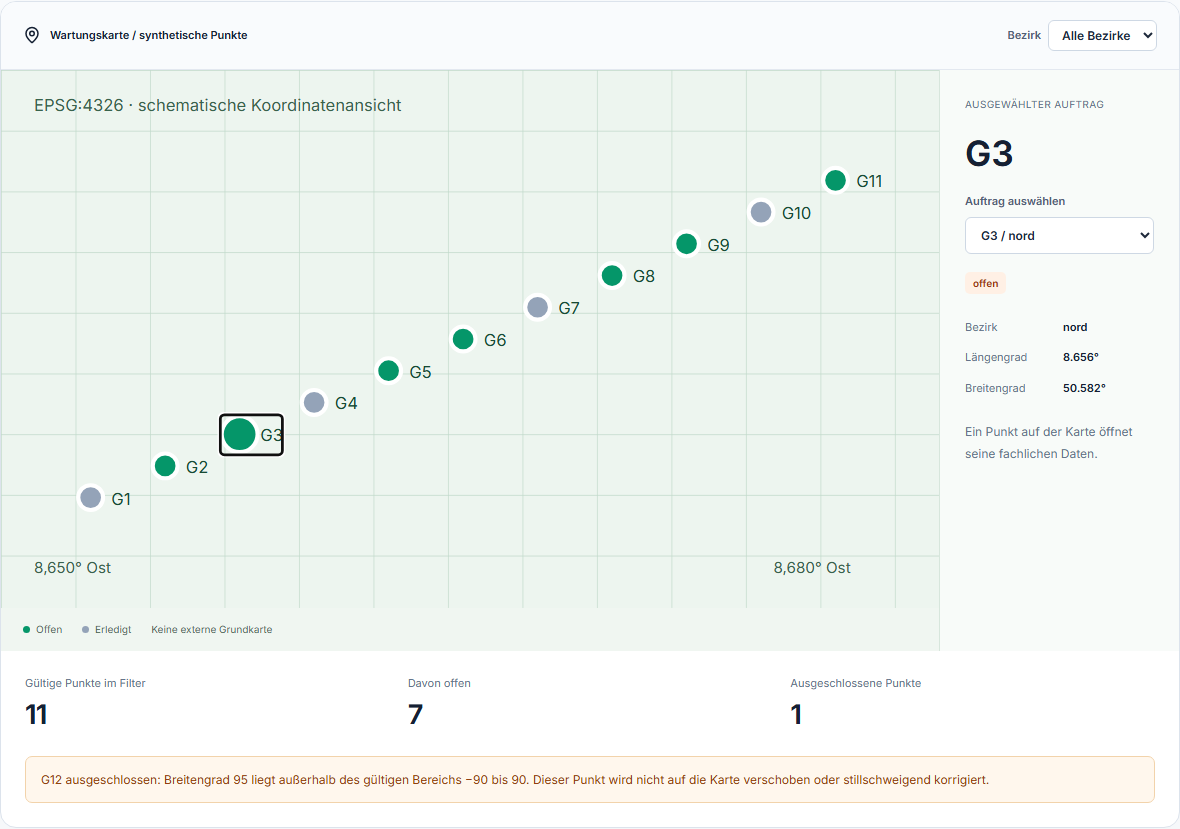 Wartungskarte / synthetische Punkte
Bezirk
Alle Bezirke
EPSG:4326 · schematische Koordinatenansicht
G11
G10
G9
G8
G7
G6
G5
G4
G3
G2
G1
8,650° Ost
8,680° Ost
Offen
Erledigt
Keine externe Grundkarte
AUSGEWÄHLTER AUFTRAG
G3
Auftrag auswählen
G3 / nord
offen
Bezirk nord
Längengrad 8.656°
Breitengrad 50.582°
Ein Punkt auf der Karte öffnet
seine fachlichen Daten.
Gültige Punkte im Filter
11
Davon offen
7
Ausgeschlossene Punkte
1
G12 ausgeschlossen: Breitengrad 95 liegt außerhalb des gültigen Bereichs −90 bis 90. Dieser Punkt wird nicht auf die Karte verschoben oder stillschweigend korrigiert.